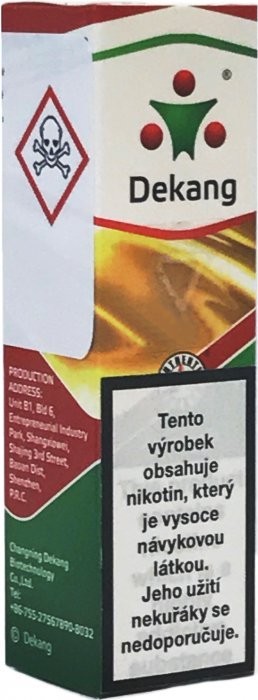 ®
Dekang
PRODUCTION
ADDRESS:
Unit B1, Bld 6,
Entrepreneurial Industry
Park, Shangxiawei,
Shajing 3rd Street,
Baoan Dist,
Shenzhen,
P.R.C.
Changning Dekang
Biotechnology
Co.,Ltd.
Tel:
+86-755-27567890-8032
© Dekang
Tento
výrobek
obsahuje
nikotin, který
je vysoce
návykovou
látkou.
Jeho užití
nekuřáky se
nedoporučuje.